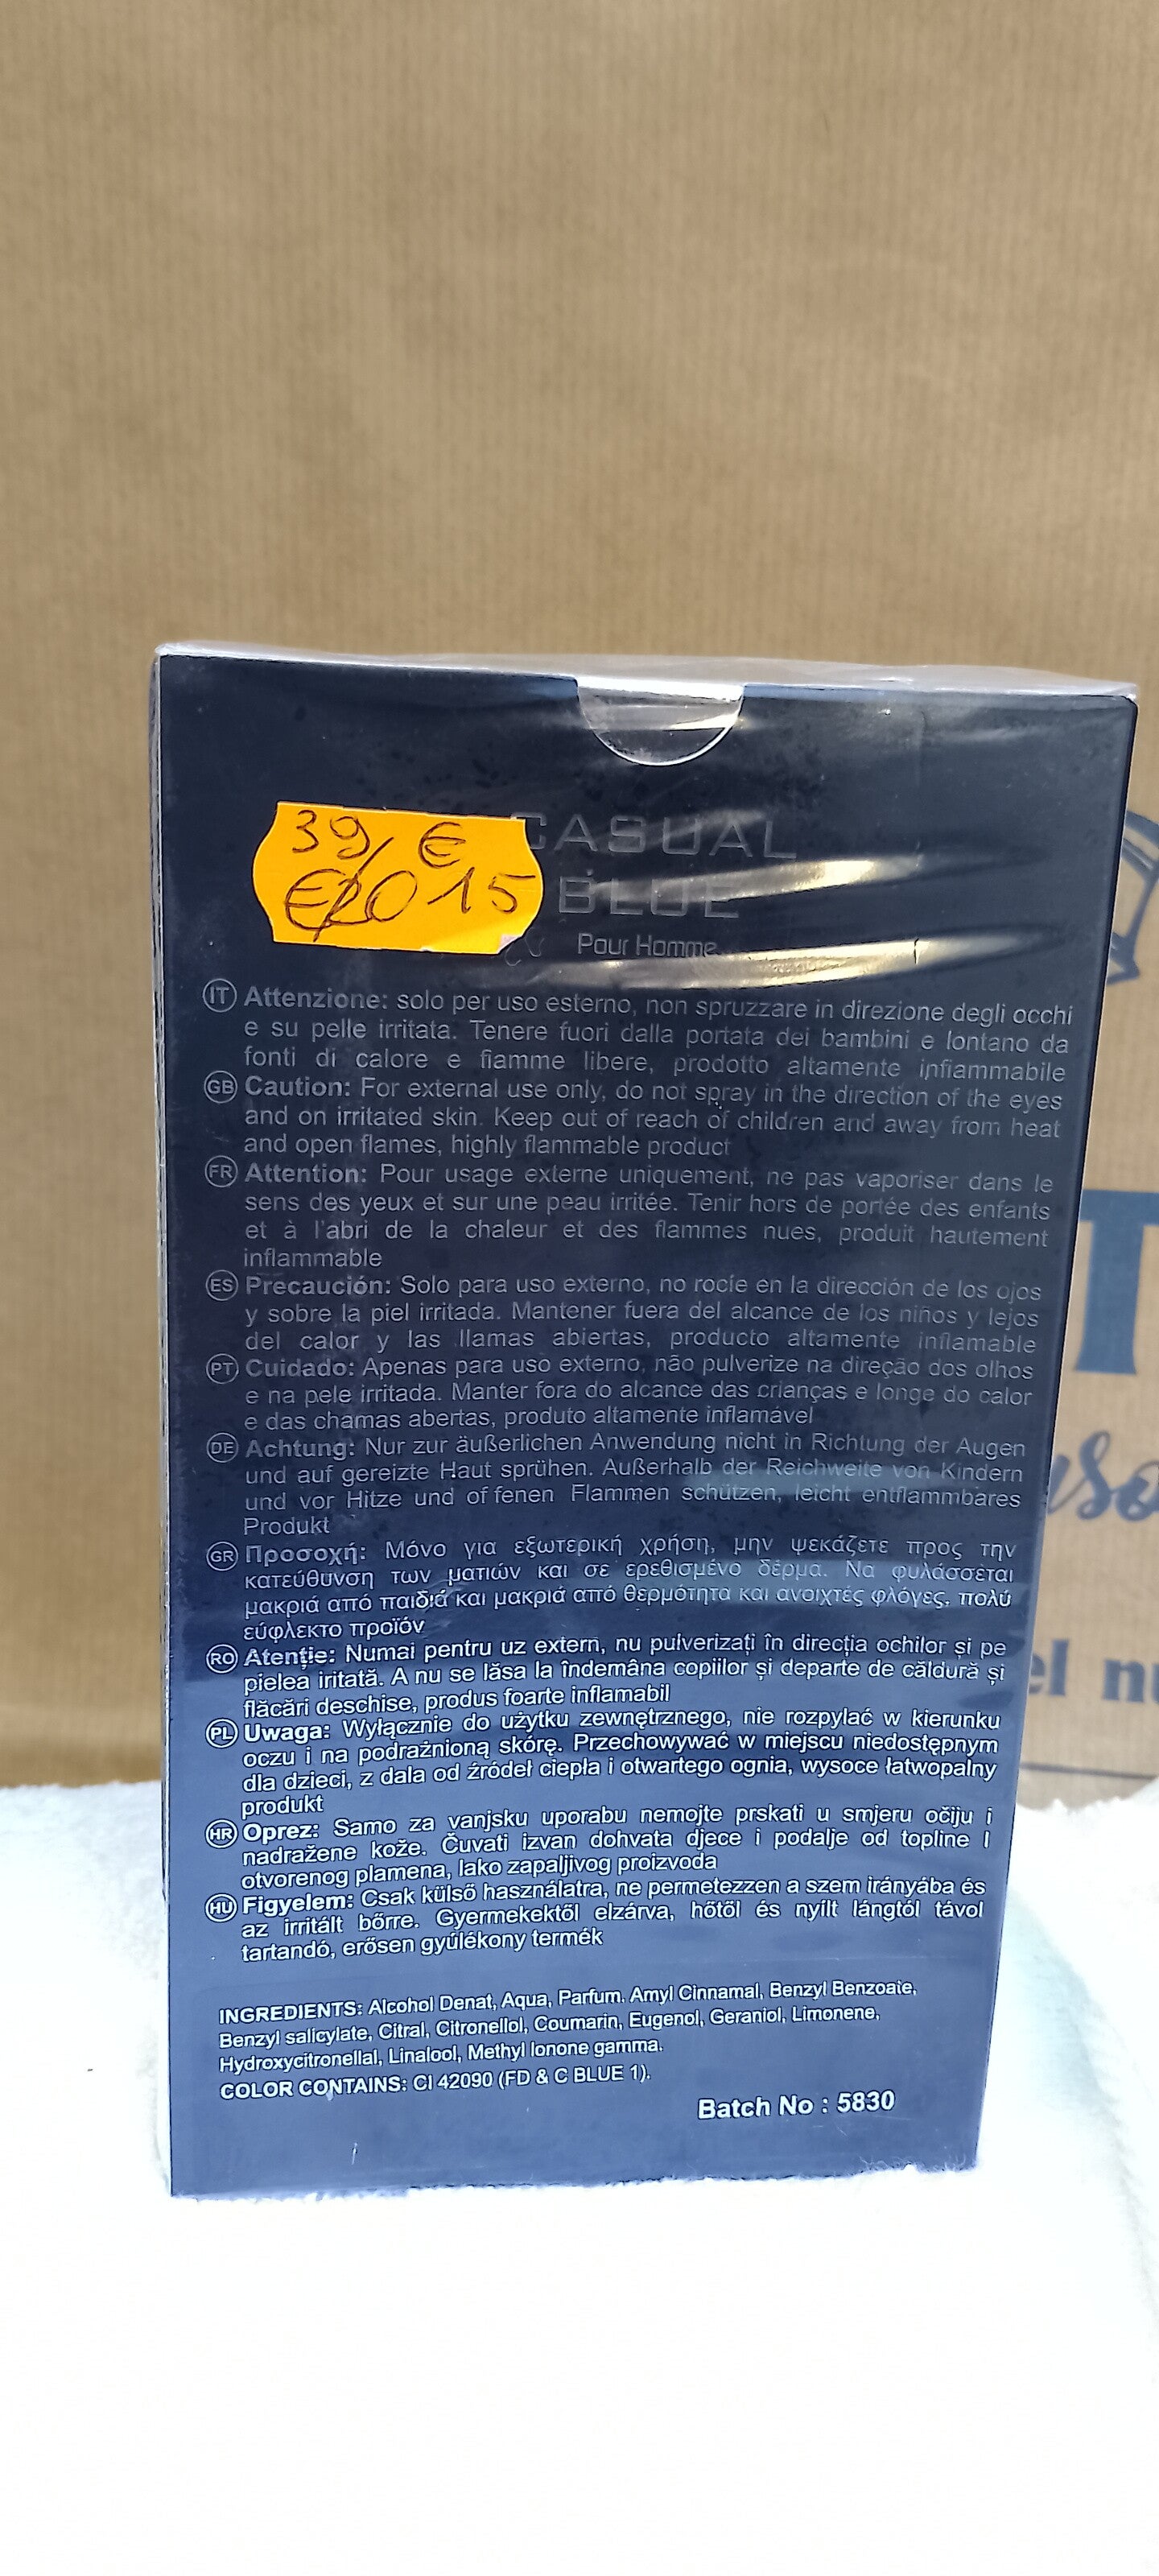 39,€
€20 15
CASUAL
BLUE
Pour Homme
IT Attenzione: solo per uso esterno, non spruzzare in direzione degli occhi
e su pelle irritata. Tenere fuori dalla portata dei bambini e lontano da
fonti di calore e fiamme libere, prodotto altamente infiammabile
GB Caution: For external use only, do not spray in the direction of the eyes
and on irritated skin. Keep out of reach of children and away from heat
and open flames, highly flammable product
FR Attention: Pour usage externe uniquement, ne pas vaporiser dans le
sens des yeux et sur une peau irritée. Tenir hors de portée des enfants
et à l'abri de la chaleur et des flammes nues, produit hautement
inflammable
ES Precaución: Solo para uso externo, no rocíe en la dirección de los ojos
y sobre la piel irritada. Mantener fuera del alcance de los niños y lejos
del calor y las llamas abiertas, producto altamente inflamable
PT Cuidado: Apenas para uso externo, não pulverize na direção dos olhos
e na pele irritada. Manter fora do alcance das crianças e longe do calor
e das chamas abertas, produto altamente inflamável
DE Achtung: Nur zur äußerlichen Anwendung nicht in Richtung der Augen
und auf gereizte Haut sprühen. Außerhalb der Reichweite von Kindern
und vor Hitze und of fenen Flammen schützen, leicht entflammbares
Produkt
GR Προσοχή: Μόνο για εξωτερική χρήση, μην ψεκάζετε προς την
κατεύθυνση των ματιών και σε ερεθισμένο δέρμα. Να φυλάσσεται
μακριά από παιδιά και μακριά από θερμότητα και ανοιχτές φλόγες, πολύ
εύφλεκτο προϊόν
RO Atenție: Numai pentru uz extern, nu pulverizați în direcția ochilor și pe
pielea iritată. A nu se lăsa la îndemâna copiilor și departe de căldură și
flăcări deschise, produs foarte inflamabil
PL Uwaga: Wyłącznie do użytku zewnętrznego, nie rozpylać w kierunku
oczu i na podrażnioną skórę. Przechowywać w miejscu niedostępnym
dla dzieci, z dala od źródeł ciepła i otwartego ognia, wysoce łatwopalny
produkt
HR Oprez: Samo za vanjsku uporabu nemojte prskati u smjeru očiju i
nadražene kože. Čuvati izvan dohvata djece i podalje od topline I
otvorenog plamena, lako zapaljivog proizvoda
HU Figyelem: Csak külső használatra, ne permetezzen a szem irányába és
az irritált bőrre. Gyermekektől elzárva, hőtől és nyílt lángtól távol
tartandó, erősen gyúlékony termék
INGREDIENTS: Alcohol Denat, Aqua, Parfum. Amyl Cinnamal, Benzyl Benzoate,
Benzyl salicylate, Citral, Citronellol, Coumarin, Eugenol, Geraniol, Limonene,
Hydroxycitronellal, Linalool, Methyl Ionone gamma.
COLOR CONTAINS: CI 42090 (FD & C BLUE 1).
Batch No : 5830